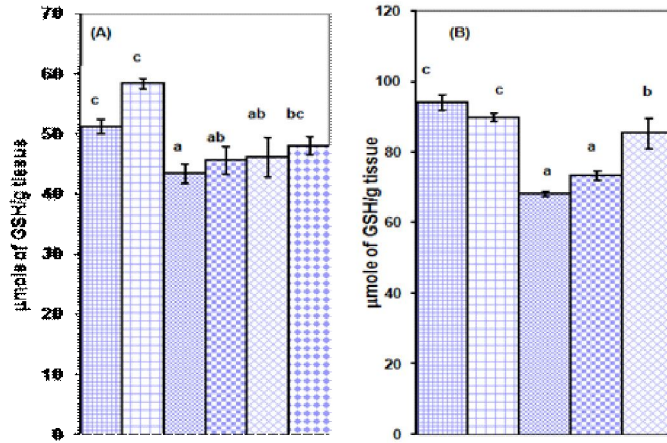 (A)
70
60
50
40
30
20
10
0
µmole of GSH/g tissue
c
c
a
ab
ab
bc
(B)
120
100
80
60
40
20
0
µmole of GSH/g tissue
c
c
a
a
b